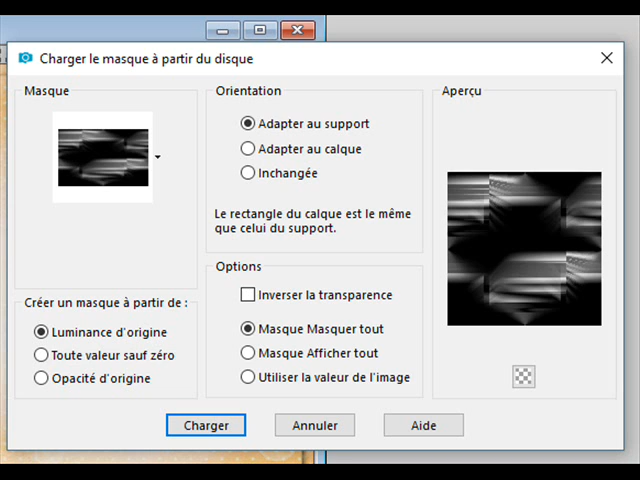 Charger le masque à partir du disque
Masque
Orientation
Aperçu
Adapter au support
Adapter au calque
Inchangée
Le rectangle du calque est le même
que celui du support.
Options
Inverser la transparence
Masque Masquer tout
Masque Afficher tout
Utiliser la valeur de l'image
Créer un masque à partir de :
Luminance d'origine
Toute valeur sauf zéro
Opacité d'origine
Charger
Annuler
Aide